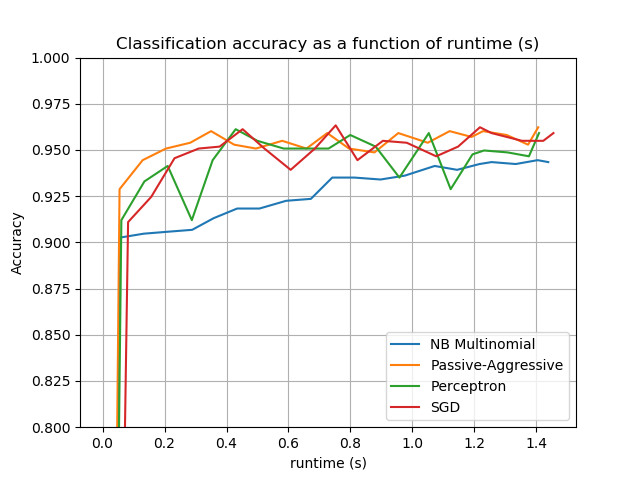 Classification accuracy as a function of runtime (s)
1.000
0.975
0.950
0.925
0.900
0.875
0.850
0.825
0.800
Accuracy
NB Multinomial
Passive-Aggressive
Perceptron
SGD
0.0 0.2 0.4 0.6 0.8 1.0 1.2 1.4
runtime (s)